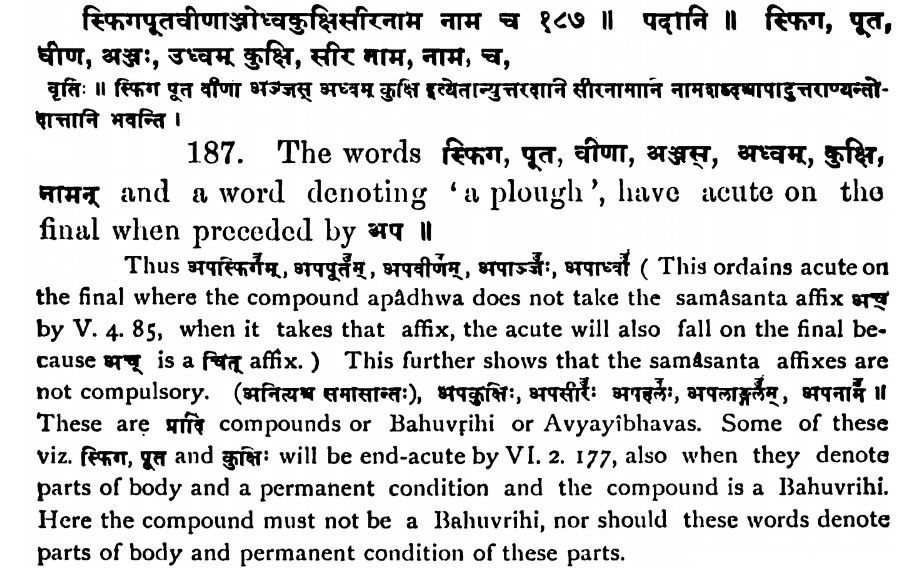 स्फिगपूतवीणाञ्जोध्वकुक्षिसीरनाम नाम च १८७ ॥ पदानि ॥ स्फिग, पूत,
वीण, अञ्जः, उध्वम् कुक्षि, सीर नाम, नाम, च,
वृत्तिः ॥ स्फिग पूत वीणा अञ्जस् अध्वम् कुक्षि इत्येतान्युत्तरदानि सीरनामानि नामशब्दश्चापादुत्तराण्यन्तो-
दात्तानि भवन्ति ।
187. The words स्फिग, पूत, वीणा, अञ्जस्, अध्वम्, कुक्षि,
नामन् and a word denoting ‘a plough’, have acute on the
final when preceded by अप ॥
Thus अपस्फिगम्, अपपूतम्, अपवीणम्, अपाञ्जः, अपाध्वा ( This ordains acute on
the final where the compound apâdhwa does not take the samâsanta affix अच्
by V. 4. 85, when it takes that affix, the acute will also fall on the final be-
cause अच् is a चित् affix. ) This further shows that the samâsanta affixes are
not compulsory. (अनित्यश्च समासान्तः), अपकुक्षिः, अपसीरः अपहलः, अपलाङ्गलम्, अपनाम ॥
These are प्रादि compounds or Bahuvṛihi or Avyayîbhavas. Some of these
viz. स्फिग, पूत and कुक्षिः will be end-acute by VI. 2. 177, also when they denote
parts of body and a permanent condition and the compound is a Bahuvrihi.
Here the compound must not be a Bahuvrihi, nor should these words denote
parts of body and permanent condition of these parts.